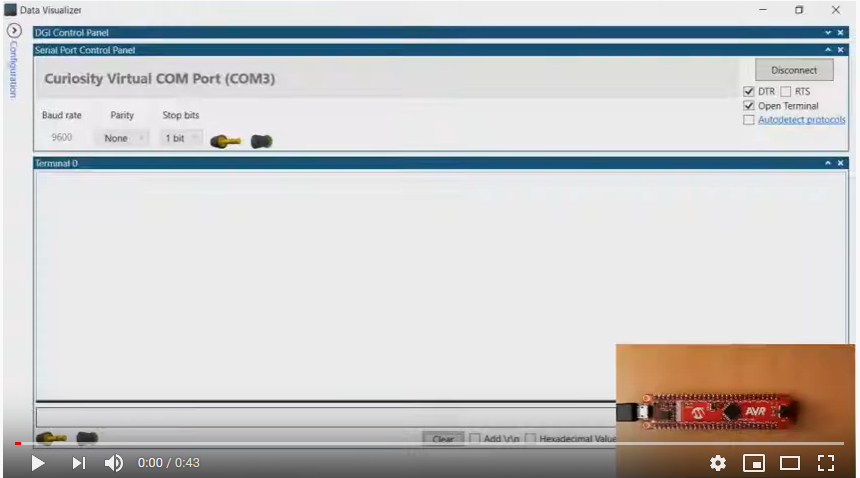 Data Visualizer
Configuration
DGI Control Panel
Serial Port Control Panel
Curiosity Virtual COM Port (COM3)
Disconnect
DTR RTS
Open Terminal
Autodetect protocols
Baud rate Parity Stop bits
9600 None 1 bit
Terminal 0
AVR
Clear Add \r\n Hexadecimal Value
0:00 / 0:43